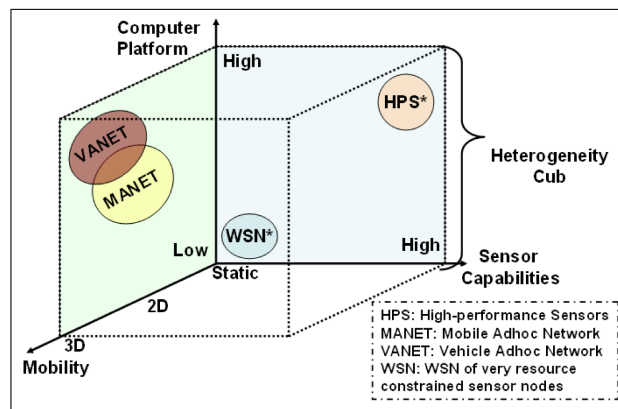 Computer
Platform
High
HPS*
VANET
MANET
Heterogeneity
Cub
WSN*
Low
High
Static
Sensor
Capabilities
2D
3D
Mobility
HPS: High-performance Sensors
MANET: Mobile Adhoc Network
VANET: Vehicle Adhoc Network
WSN: WSN of very resource
constrained sensor nodes